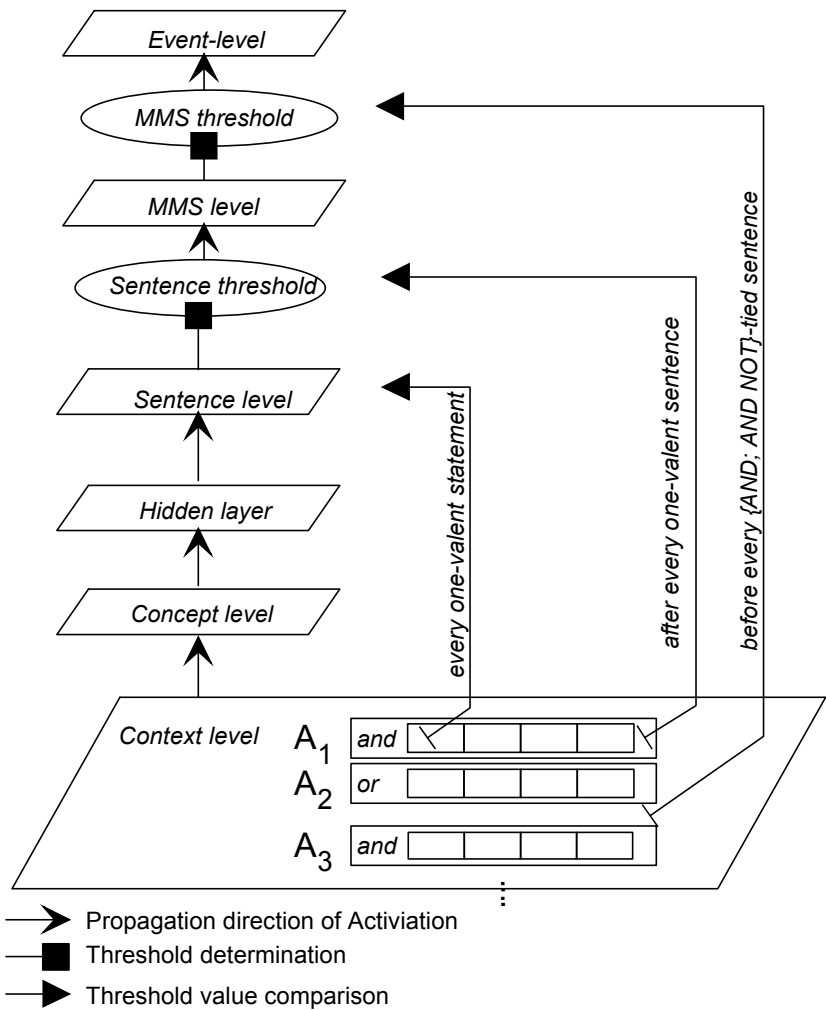 Event-level
MMS threshold
MMS level
Sentence threshold
Sentence level
Hidden layer
Concept level
every one-valent statement
after every one-valent sentence
before every {AND; AND NOT}-tied sentence
Context level
A1 and
A2 or
A3 and
...
Propagation direction of Activiation
Threshold determination
Threshold value comparison